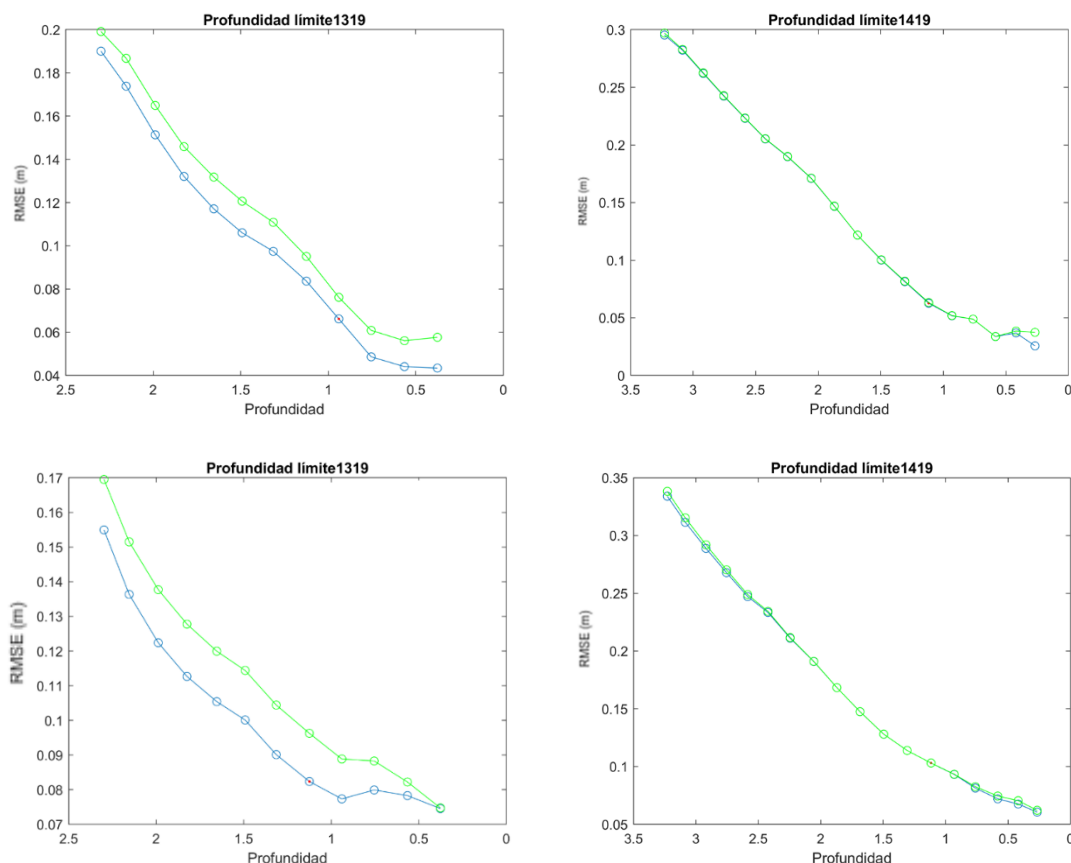 Profundidad límite1319
0.2
0.18
0.16
0.14
0.12
0.1
0.08
0.06
0.04
RMSE (m)
2.5 2 1.5 1 0.5 0
Profundidad
Profundidad límite1419
0.3
0.25
0.2
0.15
0.1
0.05
0
RMSE (m)
3.5 3 2.5 2 1.5 1 0.5 0
Profundidad
Profundidad límite1319
0.17
0.16
0.15
0.14
0.13
0.12
0.11
0.1
0.09
0.08
0.07
RMSE (m)
2.5 2 1.5 1 0.5 0
Profundidad
Profundidad límite1419
0.35
0.3
0.25
0.2
0.15
0.1
0.05
RMSE (m)
3.5 3 2.5 2 1.5 1 0.5 0
Profundidad